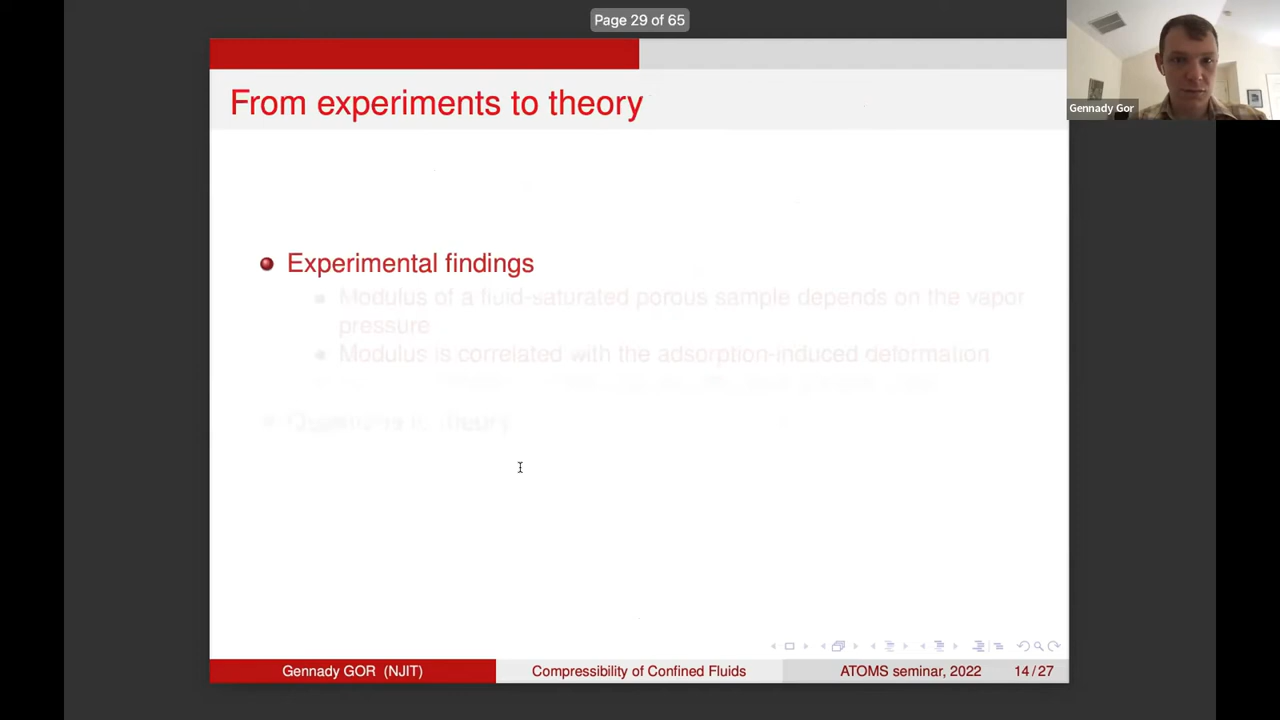 Page 29 of 65
Gennady Gor
From experiments to theory
Experimental findings
Modulus of a fluid-saturated porous sample depends on the vapor
pressure
Modulus is correlated with the adsorption-induced deformation
Gennady GOR (NJIT)
Compressibility of Confined Fluids
ATOMS seminar, 2022
14/27